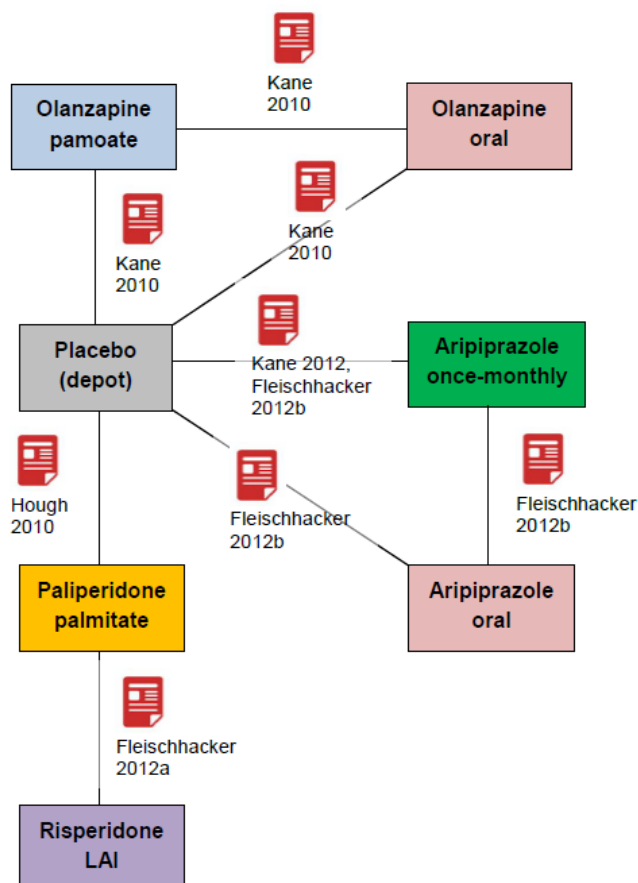 Kane
2010
Olanzapine
pamoate
Olanzapine
oral
Kane
2010
Kane
2010
Placebo
(depot)
Kane 2012,
Fleischhacker
2012b
Aripiprazole
once-monthly
Hough
2010
Fleischhacker
2012b
Fleischhacker
2012b
Paliperidone
palmitate
Aripiprazole
oral
Fleischhacker
2012a
Risperidone
LAI